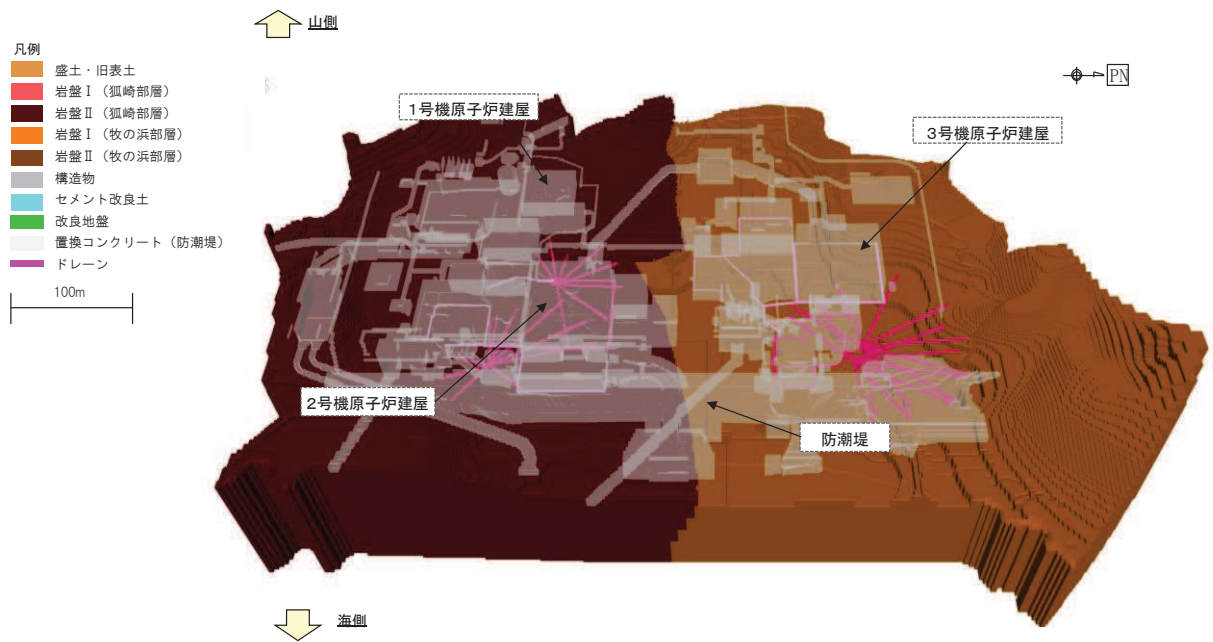 山側
凡例
盛土・旧表土
岩盤Ⅰ（狐崎部層）
岩盤Ⅱ（狐崎部層）
岩盤Ⅰ（牧の浜部層）
岩盤Ⅱ（牧の浜部層）
構造物
セメント改良土
改良地盤
置換コンクリート（防潮堤）
ドレーン
100m
PN
1号機原子炉建屋
3号機原子炉建屋
2号機原子炉建屋
防潮堤
海側